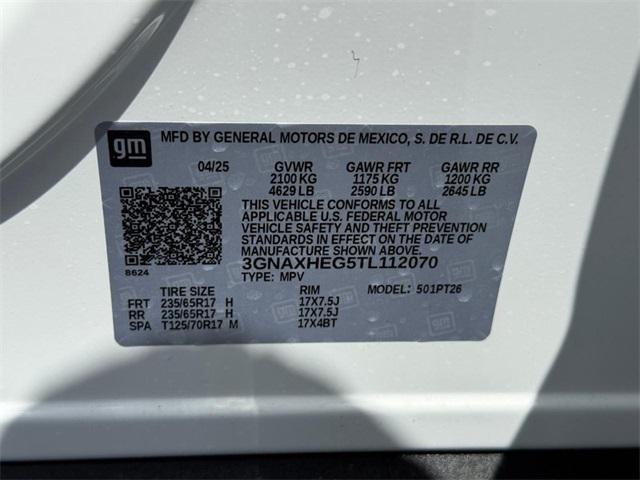 gm MFD BY GENERAL MOTORS DE MEXICO, S. DE R.L. DE C.V.
04/25 GVWR GAWR FRT GAWR RR
2100 KG 1175 KG 1200 KG
4629 LB 2590 LB 2645 LB
THIS VEHICLE CONFORMS TO ALL
APPLICABLE U.S. FEDERAL MOTOR
VEHICLE SAFETY AND THEFT PREVENTION
STANDARDS IN EFFECT ON THE DATE OF
MANUFACTURE SHOWN ABOVE.
8624 3GNAXHEG5TL112070
TYPE: MPV
TIRE SIZE RIM MODEL: 501PT26
FRT 235/65R17 H 17X7.5J
RR 235/65R17 H 17X7.5J
SPA T125/70R17 M 17X4BT